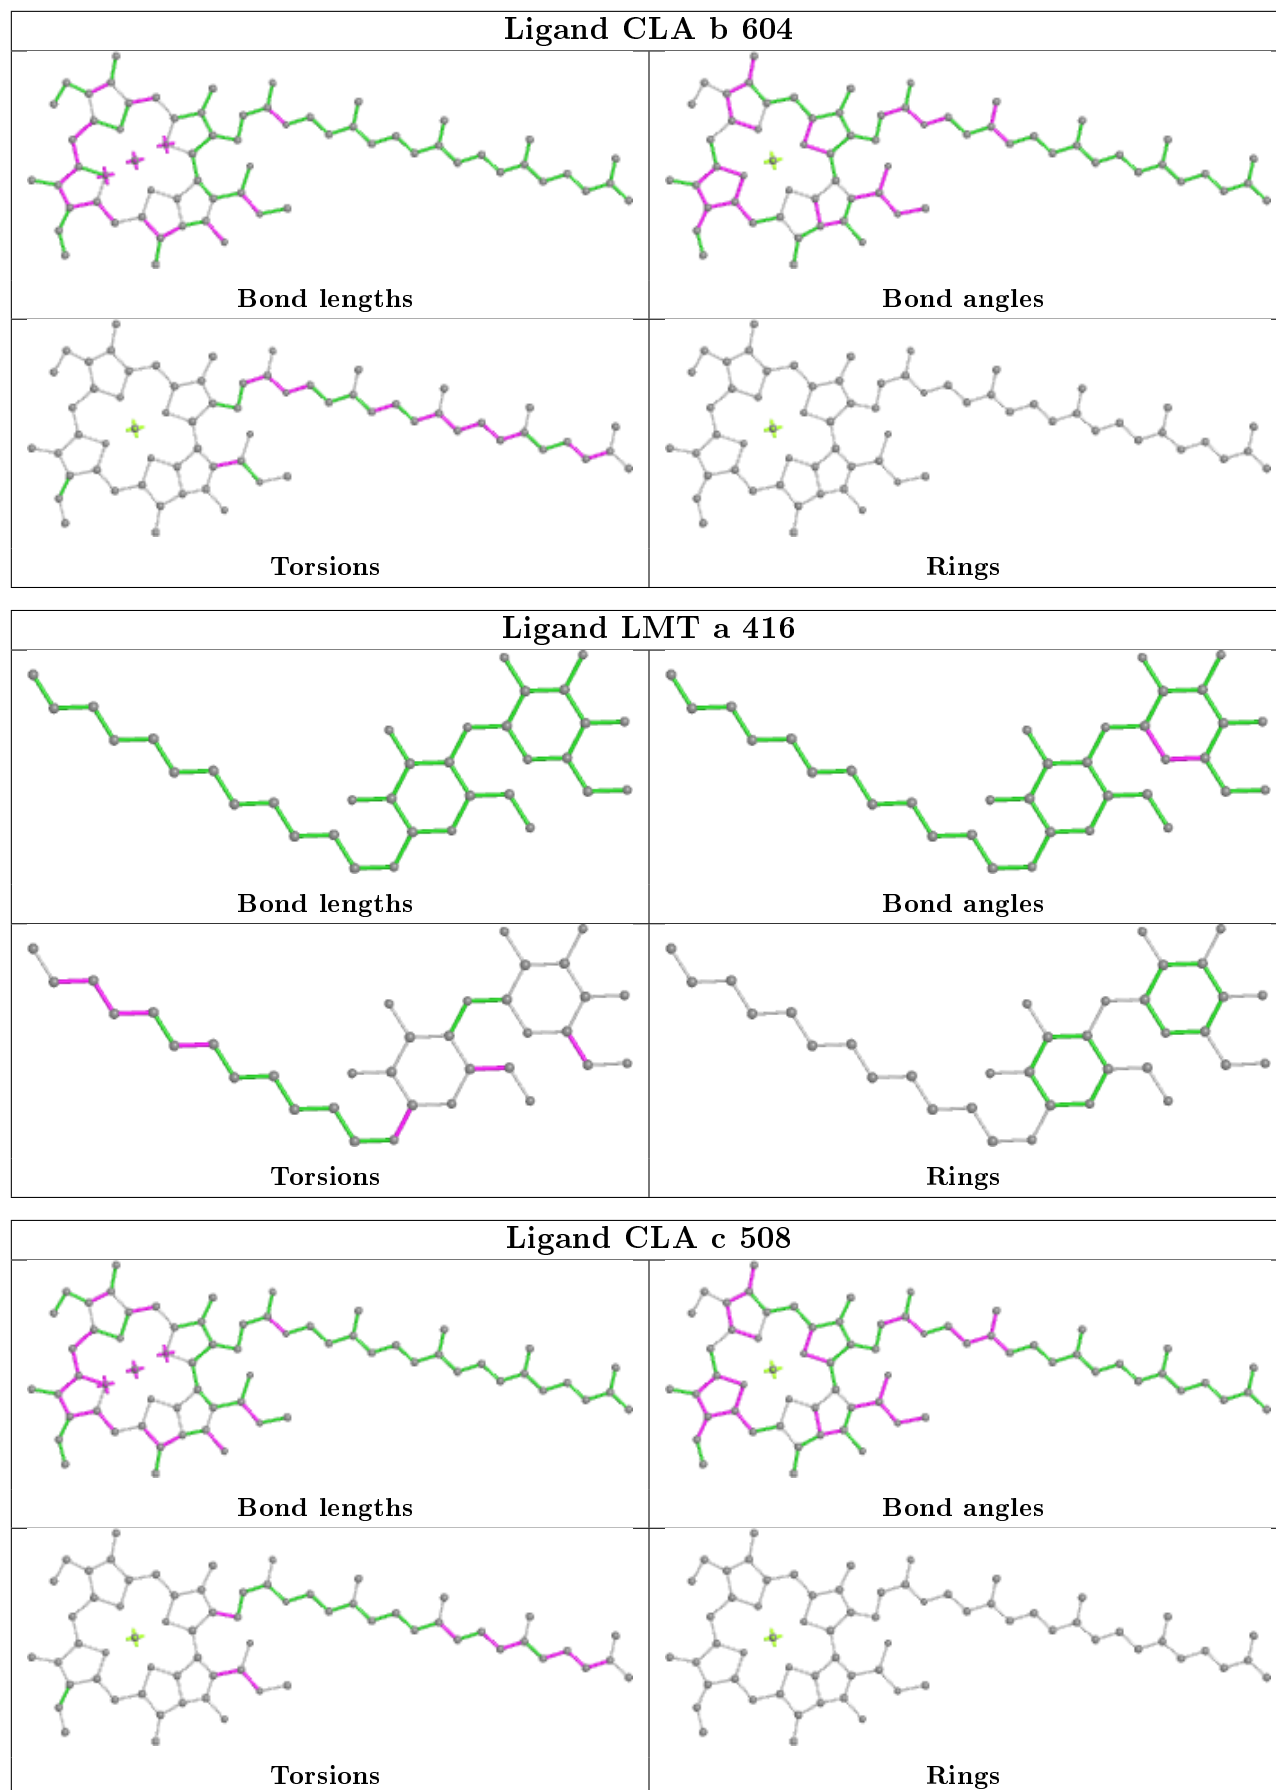 Ligand CLA b 604
Bond lengths
Bond angles
Torsions
Rings
Ligand LMT a 416
Bond lengths
Bond angles
Torsions
Rings
Ligand CLA c 508
Bond lengths
Bond angles
Torsions
Rings